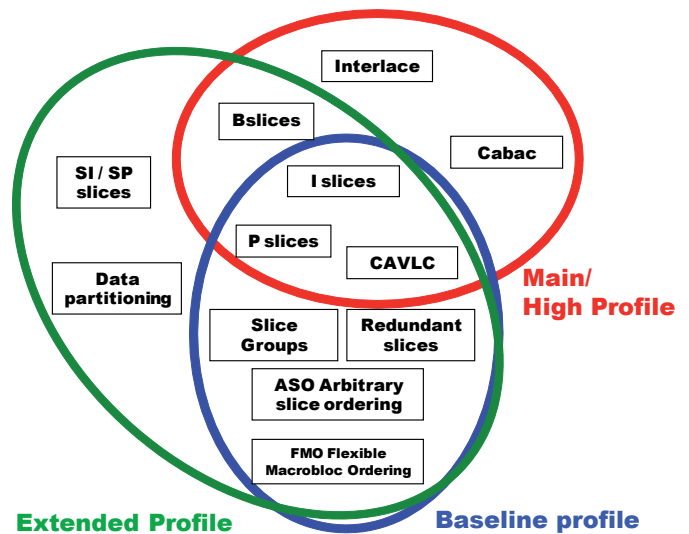 Interlace
Bslices
Cabac
SI / SP
slices
I slices
P slices
CAVLC
Data
partitioning
Main/
High Profile
Slice
Groups
Redundant
slices
ASO Arbitrary
slice ordering
FMO Flexible
Macrobloc Ordering
Extended Profile
Baseline profile